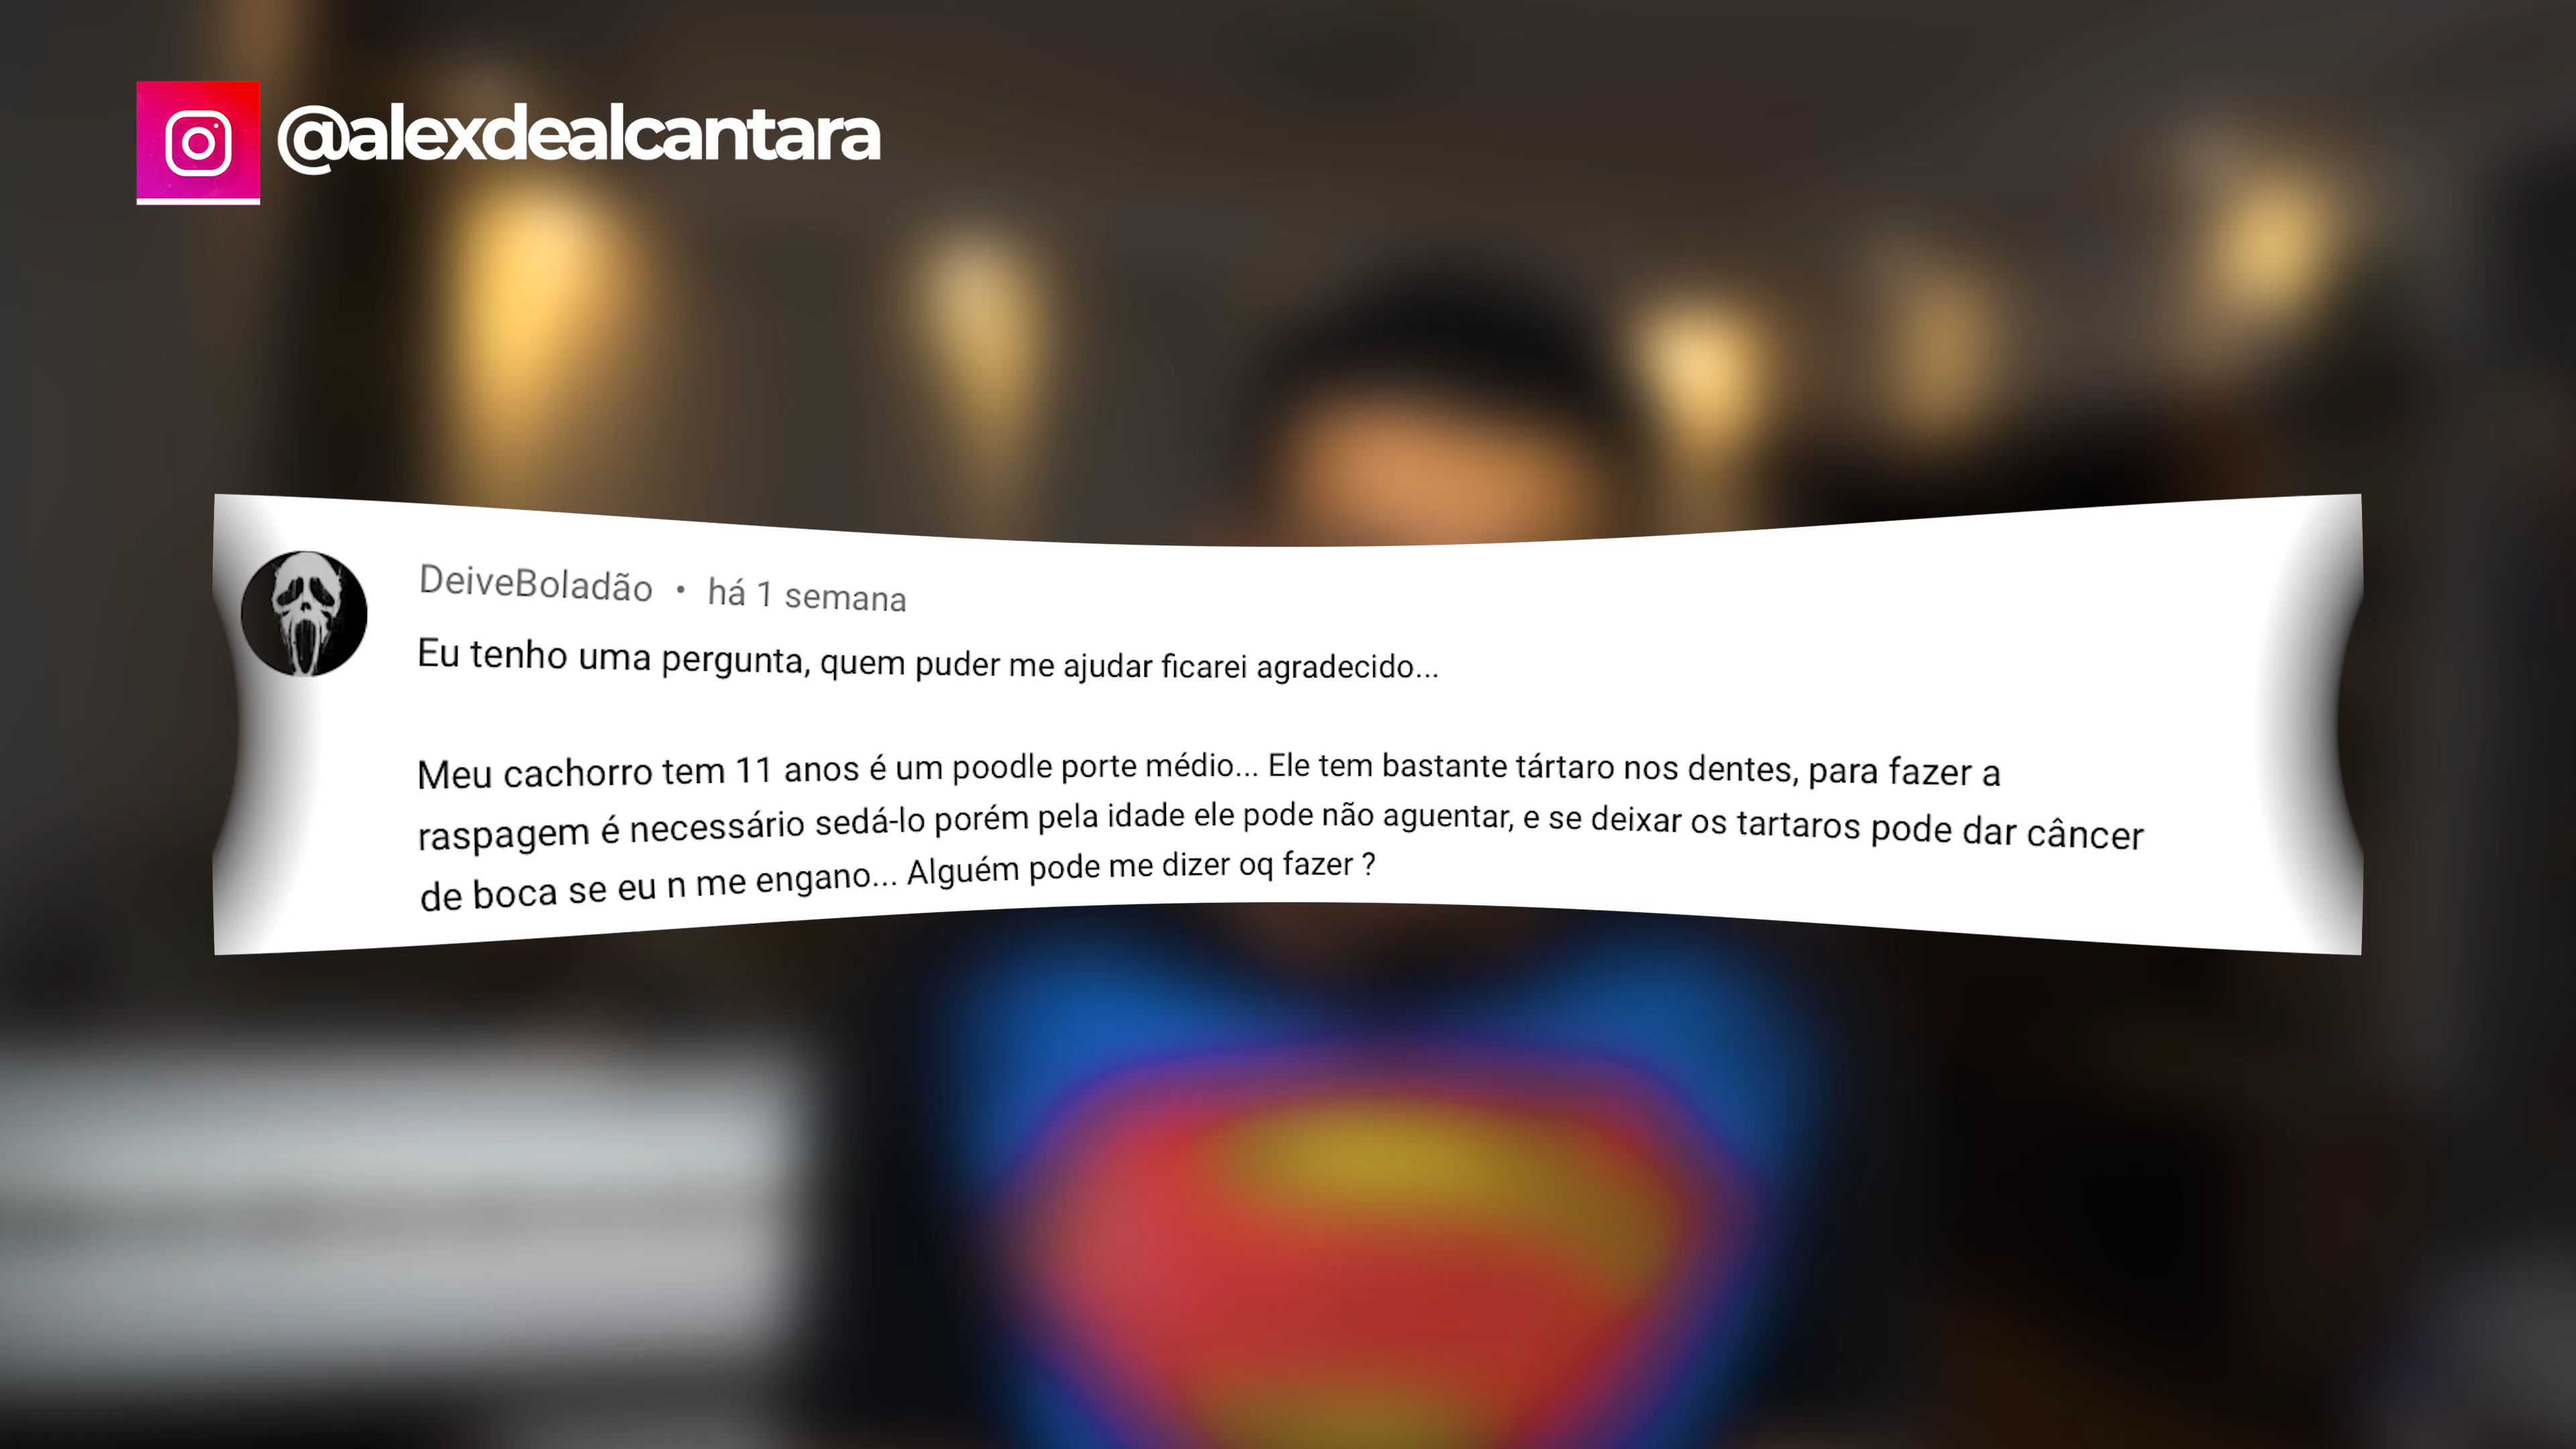 @alexdealcantara
DeiveBoladão • há 1 semana
Eu tenho uma pergunta, quem puder me ajudar ficarei agradecido...
Meu cachorro tem 11 anos é um poodle porte médio... Ele tem bastante tártaro nos dentes, para fazer a
raspagem é necessário sedá-lo porém pela idade ele pode não aguentar, e se deixar os tartaros pode dar câncer
de boca se eu n me engano... Alguém pode me dizer oq fazer ?